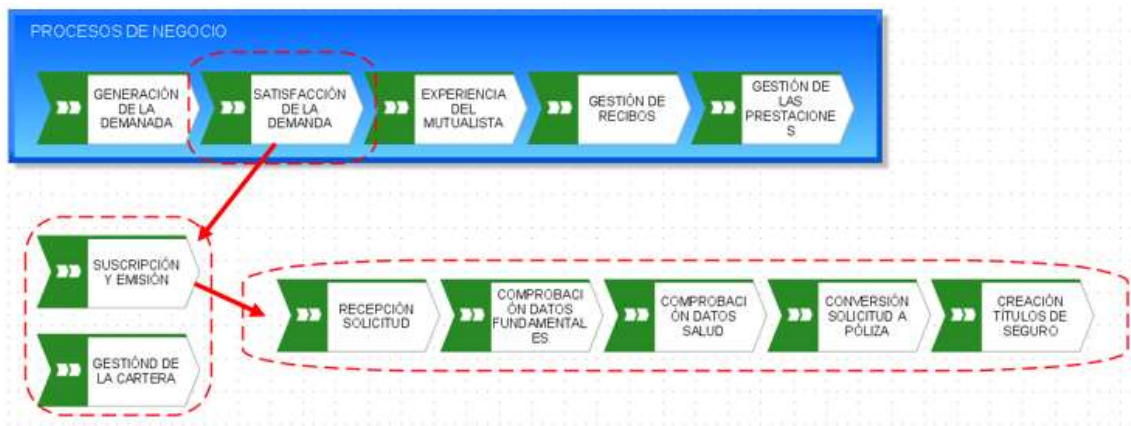 PROCESOS DE NEGOCIO
GENERACIÓN
DE LA
DEMANADA
SATISFACCIÓN
DE LA
DEMANDA
EXPERIENCIA
DEL
MUTUALISTA
GESTIÓN DE
RECIBOS
GESTIÓN DE
LAS
PRESTACIONE
S
SUSCRIPCIÓN
Y EMISIÓN
GESTIÓND DE
LA CARTERA
RECEPCIÓN
SOLICITUD
COMPROBACI
ÓN DATOS
FUNDAMENTAL
ES
COMPROBACI
ÓN DATOS
SALUD
CONVERSIÓN
SOLICITUD A
PÓLIZA
CREACIÓN
TÍTULOS DE
SEGURO